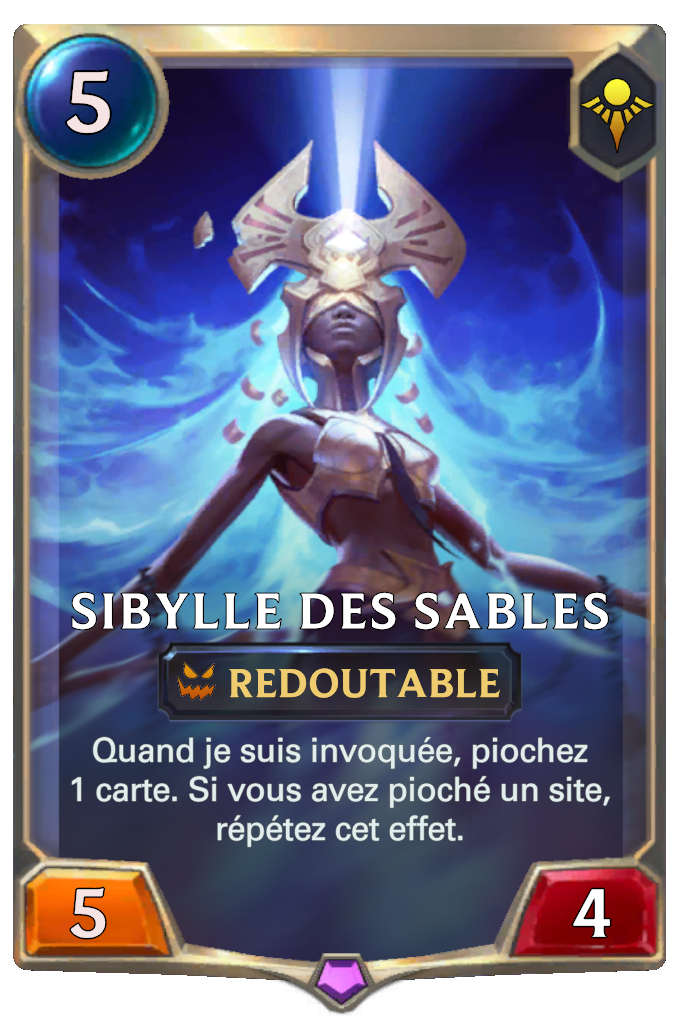 5
SIBYLLE DES SABLES
REDOUTABLE
Quand je suis invoquée, piochez
1 carte. Si vous avez pioché un site,
répétez cet effet.
5
4